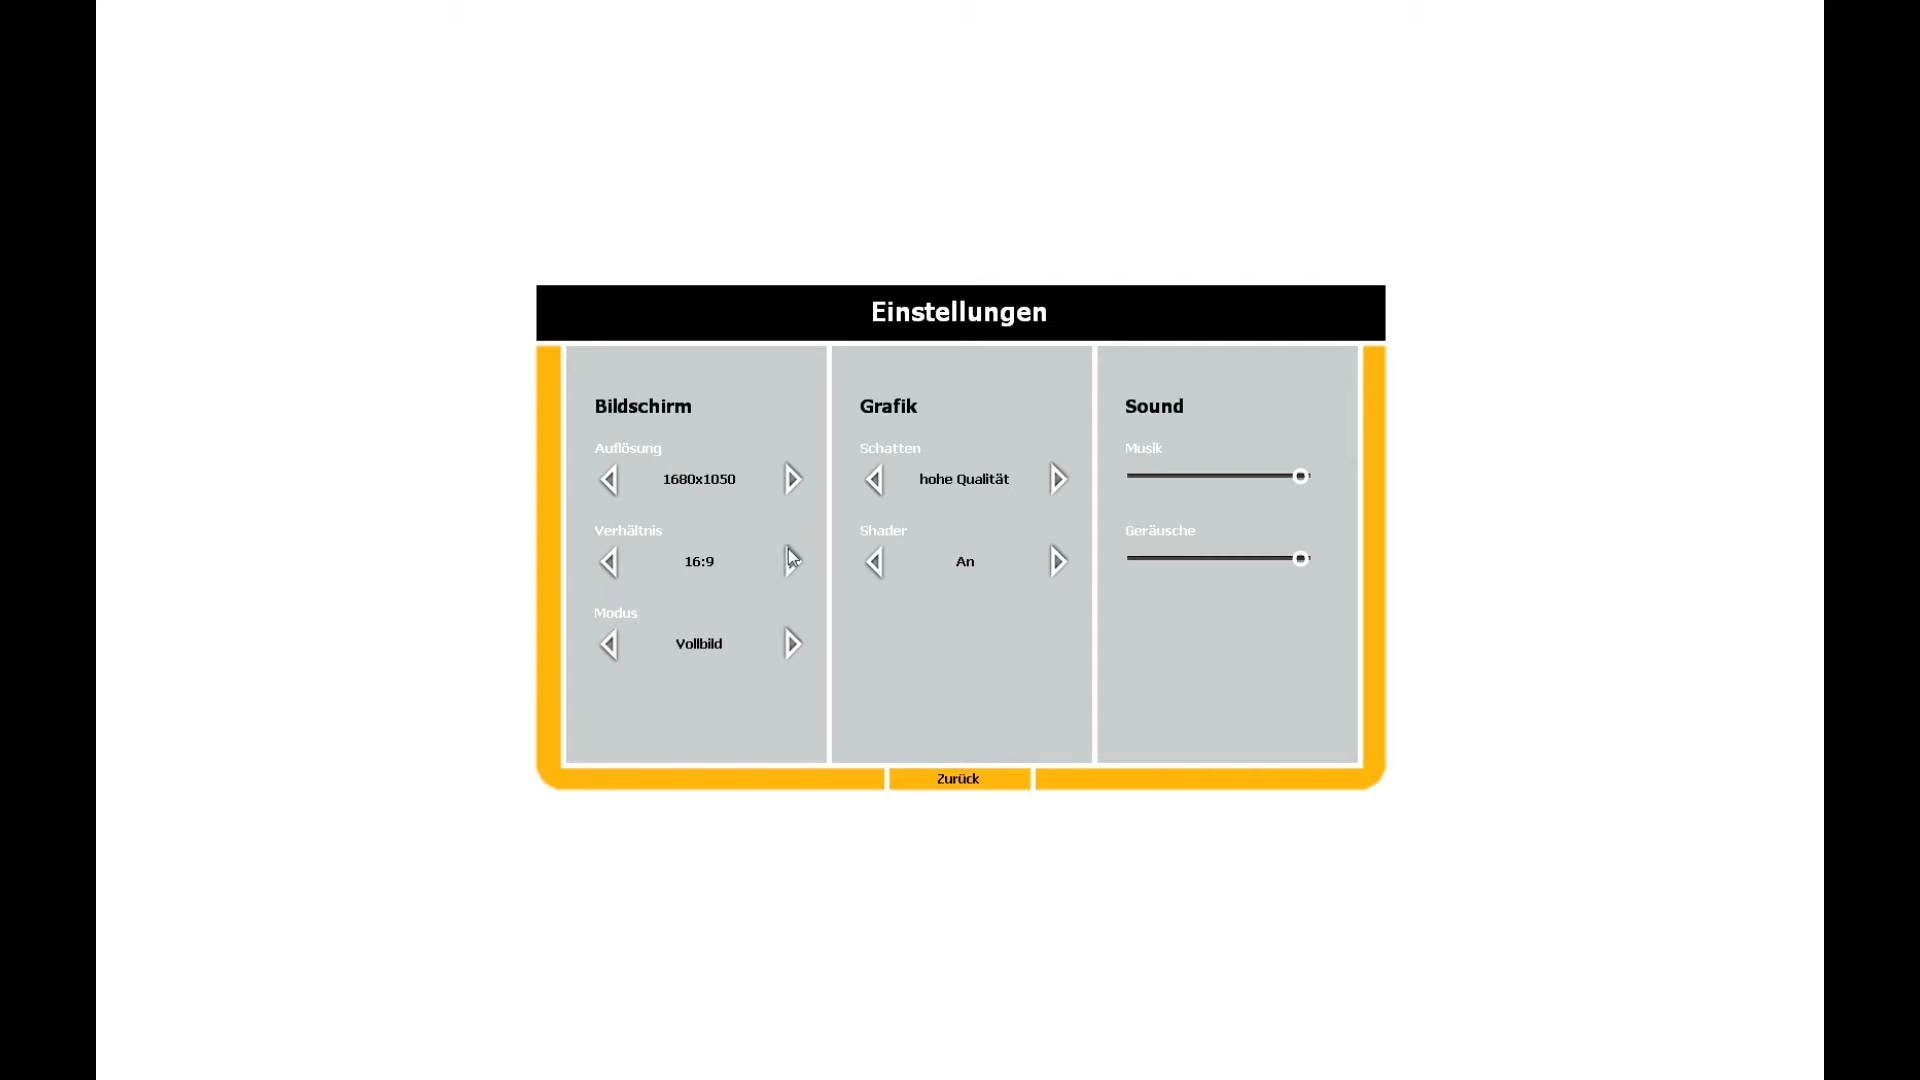 Einstellungen
Bildschirm
Auflösung
1680x1050
Verhältnis
16:9
Modus
Vollbild
Grafik
Schatten
hohe Qualität
Shader
An
Sound
Musik
Geräusche
Zurück